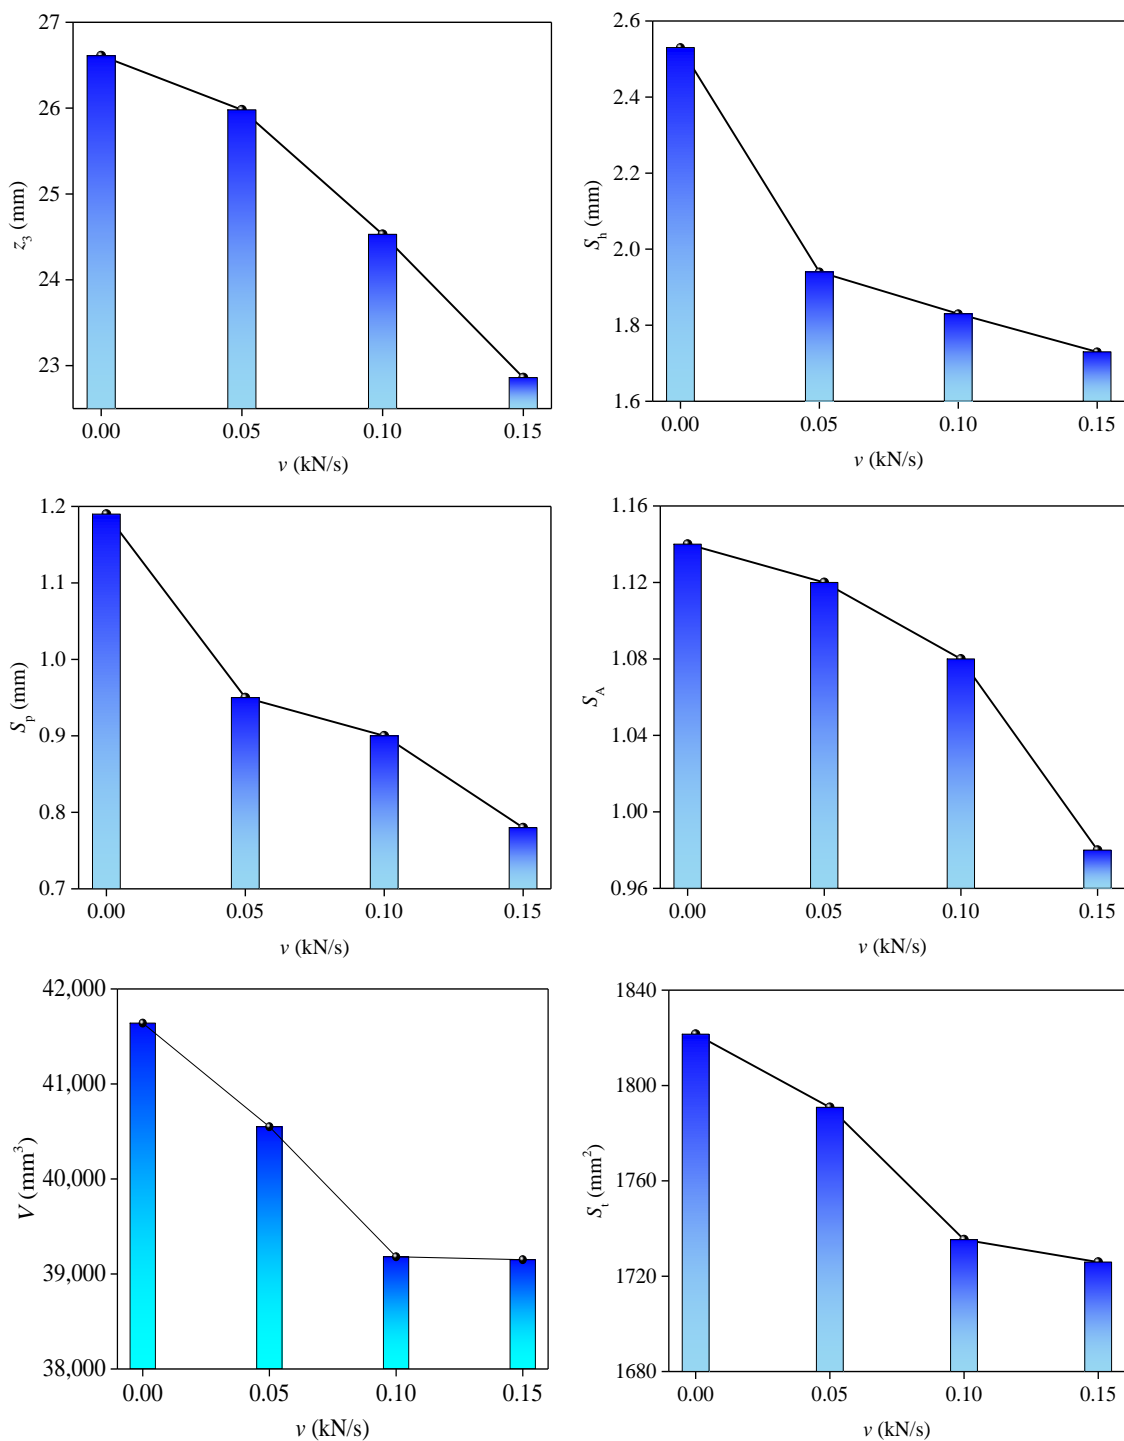 27
26
25
24
23
z₃ (mm)
0.00 0.05 0.10 0.15
v (kN/s)
2.6
2.4
2.2
2.0
1.8
1.6
Sₕ (mm)
0.00 0.05 0.10 0.15
v (kN/s)
1.2
1.1
1.0
0.9
0.8
0.7
Sₚ (mm)
0.00 0.05 0.10 0.15
v (kN/s)
1.16
1.12
1.08
1.04
1.00
0.96
S_A
0.00 0.05 0.10 0.15
v (kN/s)
42,000
41,000
40,000
39,000
38,000
V (mm³)
0.00 0.05 0.10 0.15
v (kN/s)
1840
1800
1760
1720
1680
Sₜ (mm²)
0.00 0.05 0.10 0.15
v (kN/s)